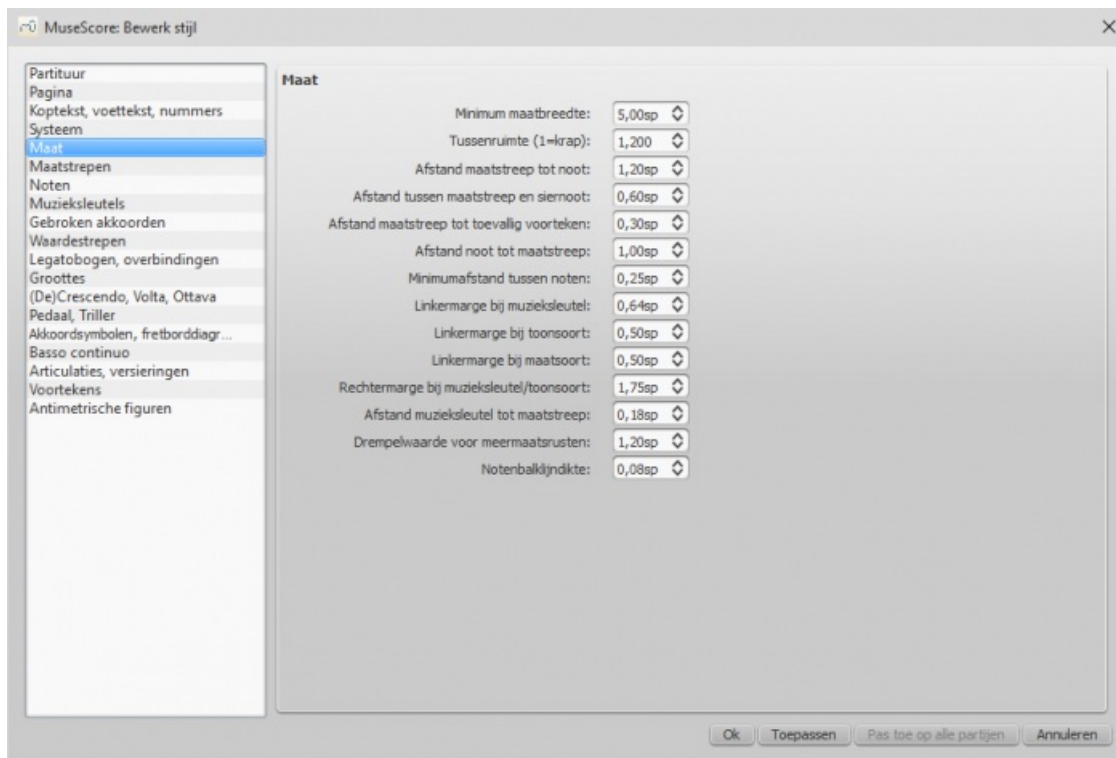 MuseScore: Bewerk stijl
Partituur
Pagina
Koptekst, voettekst, nummers
Systeem
Maat
Maatstrepen
Noten
Muzieksleutels
Gebroken akkoorden
Waardestrepen
Legatobogen, overbindingen
Groottes
(De)Crescendo, Volta, Ottava
Pedaal, Triller
Akkoordsymbolen, fretborddiagr...
Basso continuo
Articulaties, versieringen
Voortekens
Antimetrische figuren
Maat
Minimum maatbreedte: 5,00sp
Tussenruimte (1=krap): 1,200
Afstand maatstreep tot noot: 1,20sp
Afstand tussen maatstreep en siernoot: 0,60sp
Afstand maatstreep tot toevallig voorteken: 0,30sp
Afstand noot tot maatstreep: 1,00sp
Minimumafstand tussen noten: 0,25sp
Linkermarge bij muzieksleutel: 0,64sp
Linkermarge bij toonsoort: 0,50sp
Linkermarge bij maatsoort: 0,50sp
Rechtermarge bij muzieksleutel/toonsoort: 1,75sp
Afstand muzieksleutel tot maatstreep: 0,18sp
Drempelwaarde voor meermaatsrusten: 1,20sp
Notenbalklijndikte: 0,08sp
Ok Toepassen Pas toe op alle partijen Annuleren